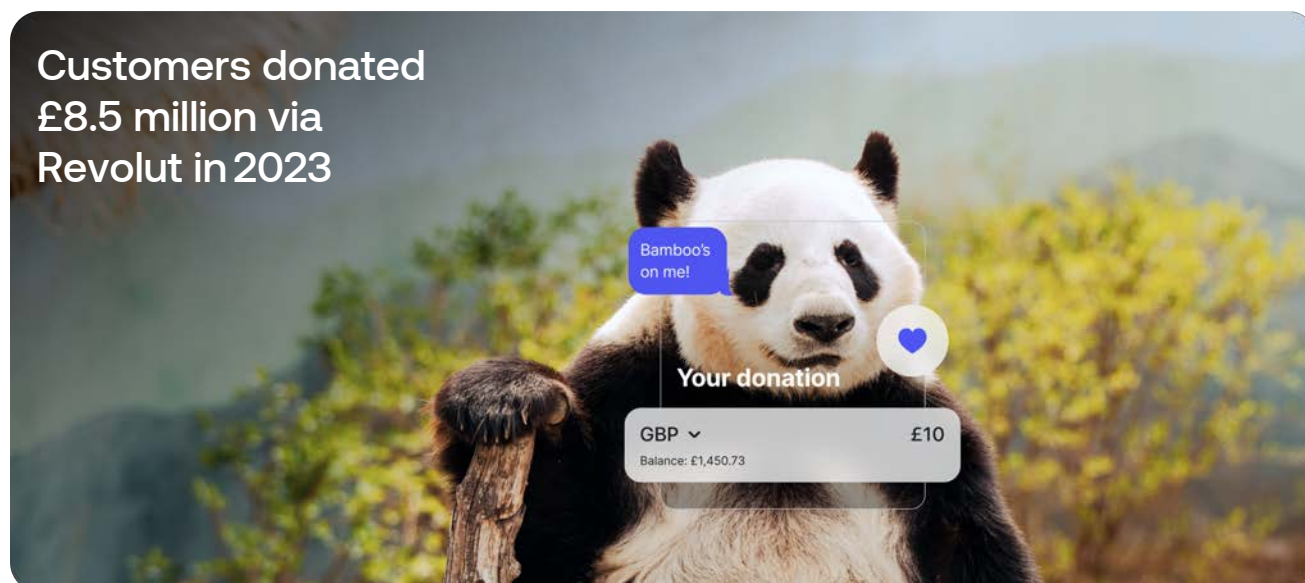 Customers donated
£8.5 million via
Revolut in 2023
Bamboo's
on me!
Your donation
GBP
£10
Balance: £1,450.73